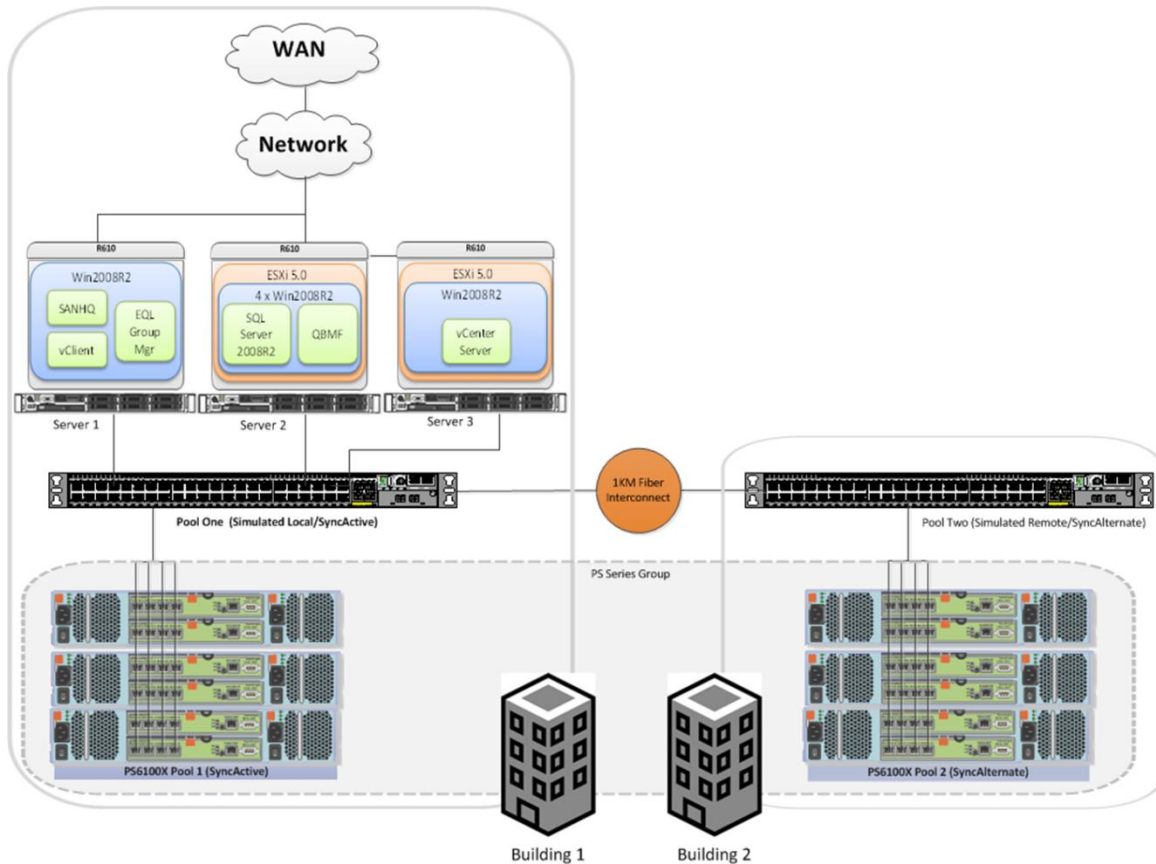 WAN
Network
R610
R610
R610
Win2008R2
SANHQ
EQL
Group
Mgr
vClient
ESXi 5.0
4 x Win2008R2
SQL
Server
2008R2
QBMF
ESXi 5.0
Win2008R2
vCenter
Server
Server 1
Server 2
Server 3
1KM Fiber
Interconnect
Pool One (Simulated Local/SyncActive)
Pool Two (Simulated Remote/SyncAlternate)
PS Series Group
PS6100X Pool 1 (SyncActive)
PS6100X Pool 2 (SyncAlternate)
Building 1
Building 2